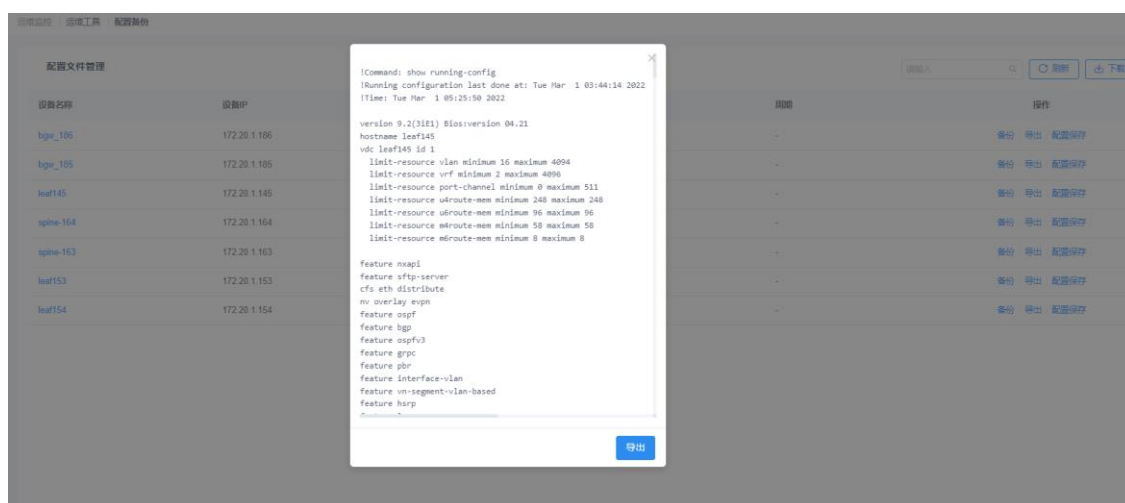 运维监控 / 运维工具 / 配置备份
配置文件管理
请输入 刷新 下载
设备名称 设备IP 周期 操作
bgw_186 172.20.1.186 - 备份 导出 配置保存
bgw_185 172.20.1.185 - 备份 导出 配置保存
leaf145 172.20.1.145 - 备份 导出 配置保存
spine-164 172.20.1.164 - 备份 导出 配置保存
spine-163 172.20.1.163 - 备份 导出 配置保存
leaf153 172.20.1.153 - 备份 导出 配置保存
leaf154 172.20.1.154 - 备份 导出 配置保存
!Command: show running-config
!Running configuration last done at: Tue Mar  1 03:44:14 2022
!Time: Tue Mar  1 05:25:50 2022
version 9.2(3iE1) Bios:version 04.21
hostname leaf145
vdc leaf145 id 1
limit-resource vlan minimum 16 maximum 4094
limit-resource vrf minimum 2 maximum 4096
limit-resource port-channel minimum 0 maximum 511
limit-resource u4route-mem minimum 248 maximum 248
limit-resource u6route-mem minimum 96 maximum 96
limit-resource m4route-mem minimum 58 maximum 58
limit-resource m6route-mem minimum 8 maximum 8
feature nxapi
feature sftp-server
cfs eth distribute
nv overlay evpn
feature ospf
feature bgp
feature ospfv3
feature grpc
feature pbr
feature interface-vlan
feature vn-segment-vlan-based
feature hsrp
导出